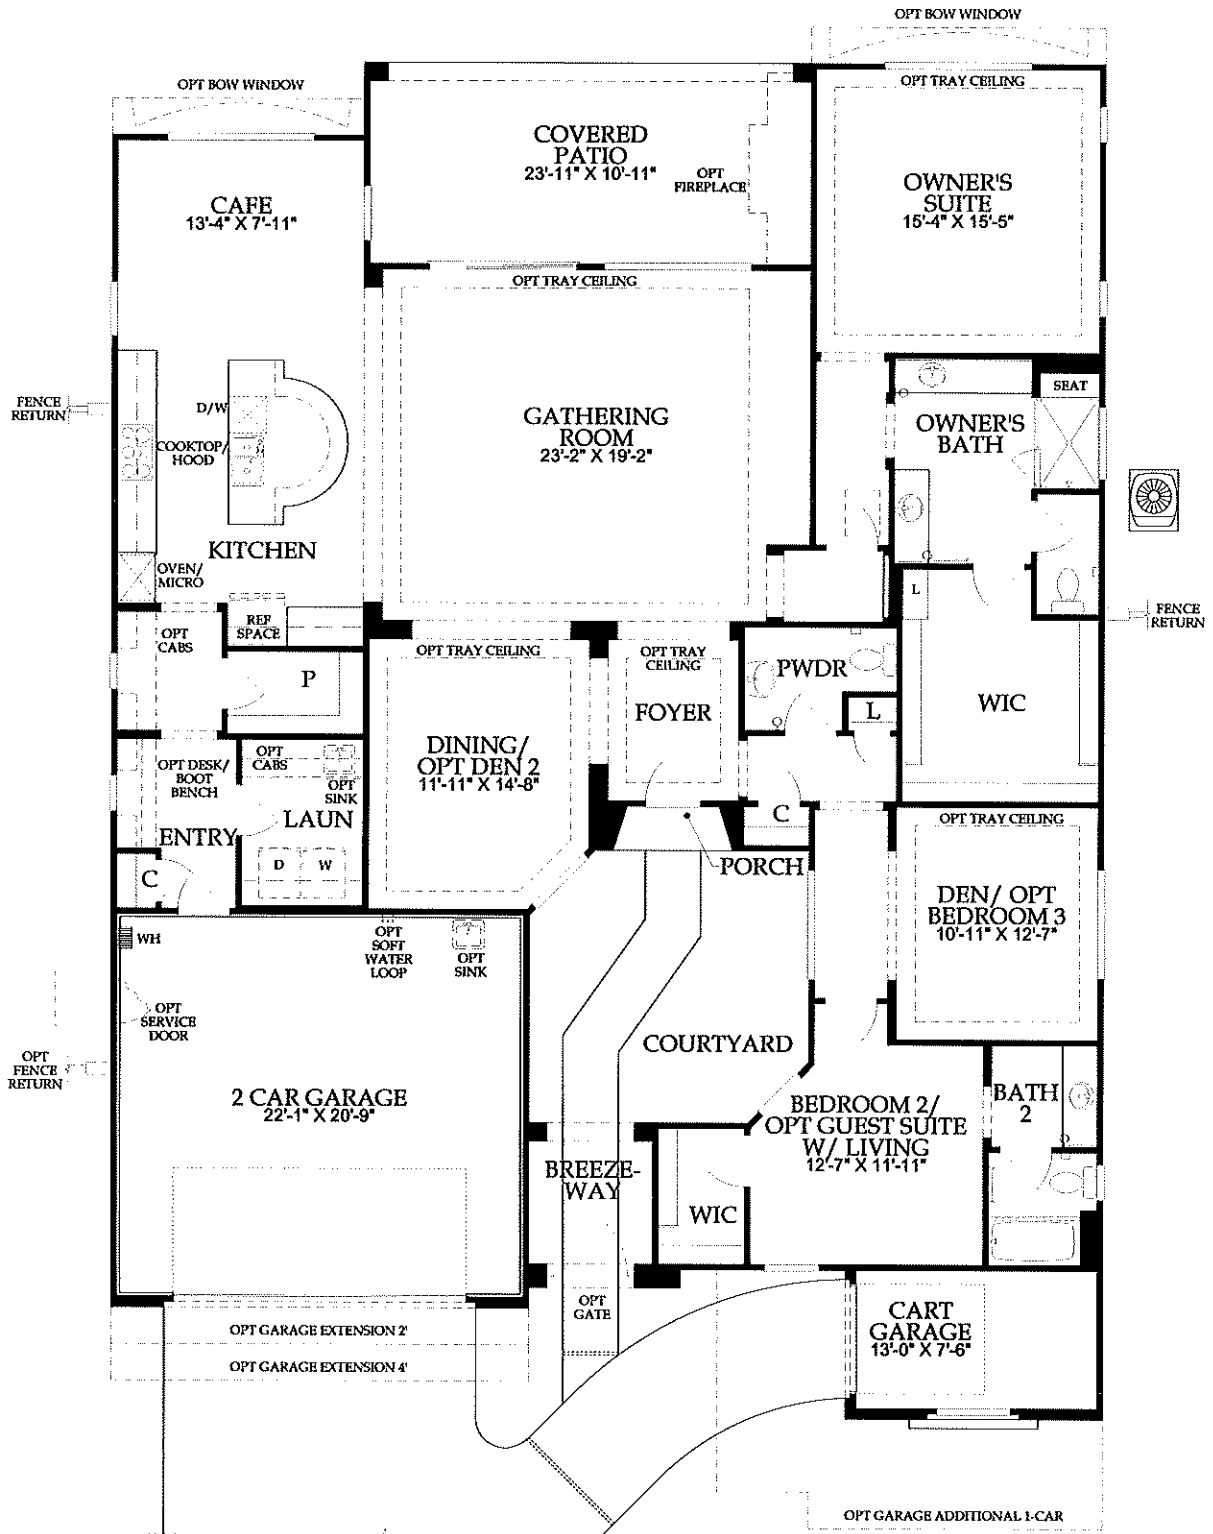 OPT BOW WINDOW
OPT BOW WINDOW
OPT TRAY CEILING
COVERED
PATIO
23'-11" X 10'-11"
OPT
FIREPLACE
OWNER'S
SUITE
15'-4" X 15'-5"
CAFE
13'-4" X 7'-11"
OPT TRAY CEILING
FENCE
RETURN
D/W
COOKTOP/
HOOD
GATHERING
ROOM
23'-2" X 19'-2"
SEAT
OWNER'S
BATH
KITCHEN
OVEN/
MICRO
L
REF
SPACE
FENCE
RETURN
OPT
CABS
OPT TRAY CEILING
OPT TRAY
CEILING
P
PWDR
FOYER
L
WIC
DINING/
OPT DEN 2
11'-11" X 14'-8"
OPT DESK/
BOOT
BENCH
OPT
CABS
OPT
SINK
ENTRY
LAUN
C
OPT TRAY CEILING
D
W
C
PORCH
DEN/ OPT
BEDROOM 3
10'-11" X 12'-7"
WH
OPT
SOFT
WATER
LOOP
OPT
SINK
OPT
SERVICE
DOOR
OPT
FENCE
RETURN
COURTYARD
2 CAR GARAGE
22'-1" X 20'-9"
BEDROOM 2/
OPT GUEST SUITE
W/ LIVING
12'-7" X 11'-11"
BATH
2
BREEZE-
WAY
WIC
OPT
GATE
CART
GARAGE
13'-0" X 7'-6"
OPT GARAGE EXTENSION 2'
OPT GARAGE EXTENSION 4'
OPT GARAGE ADDITIONAL 1-CAR